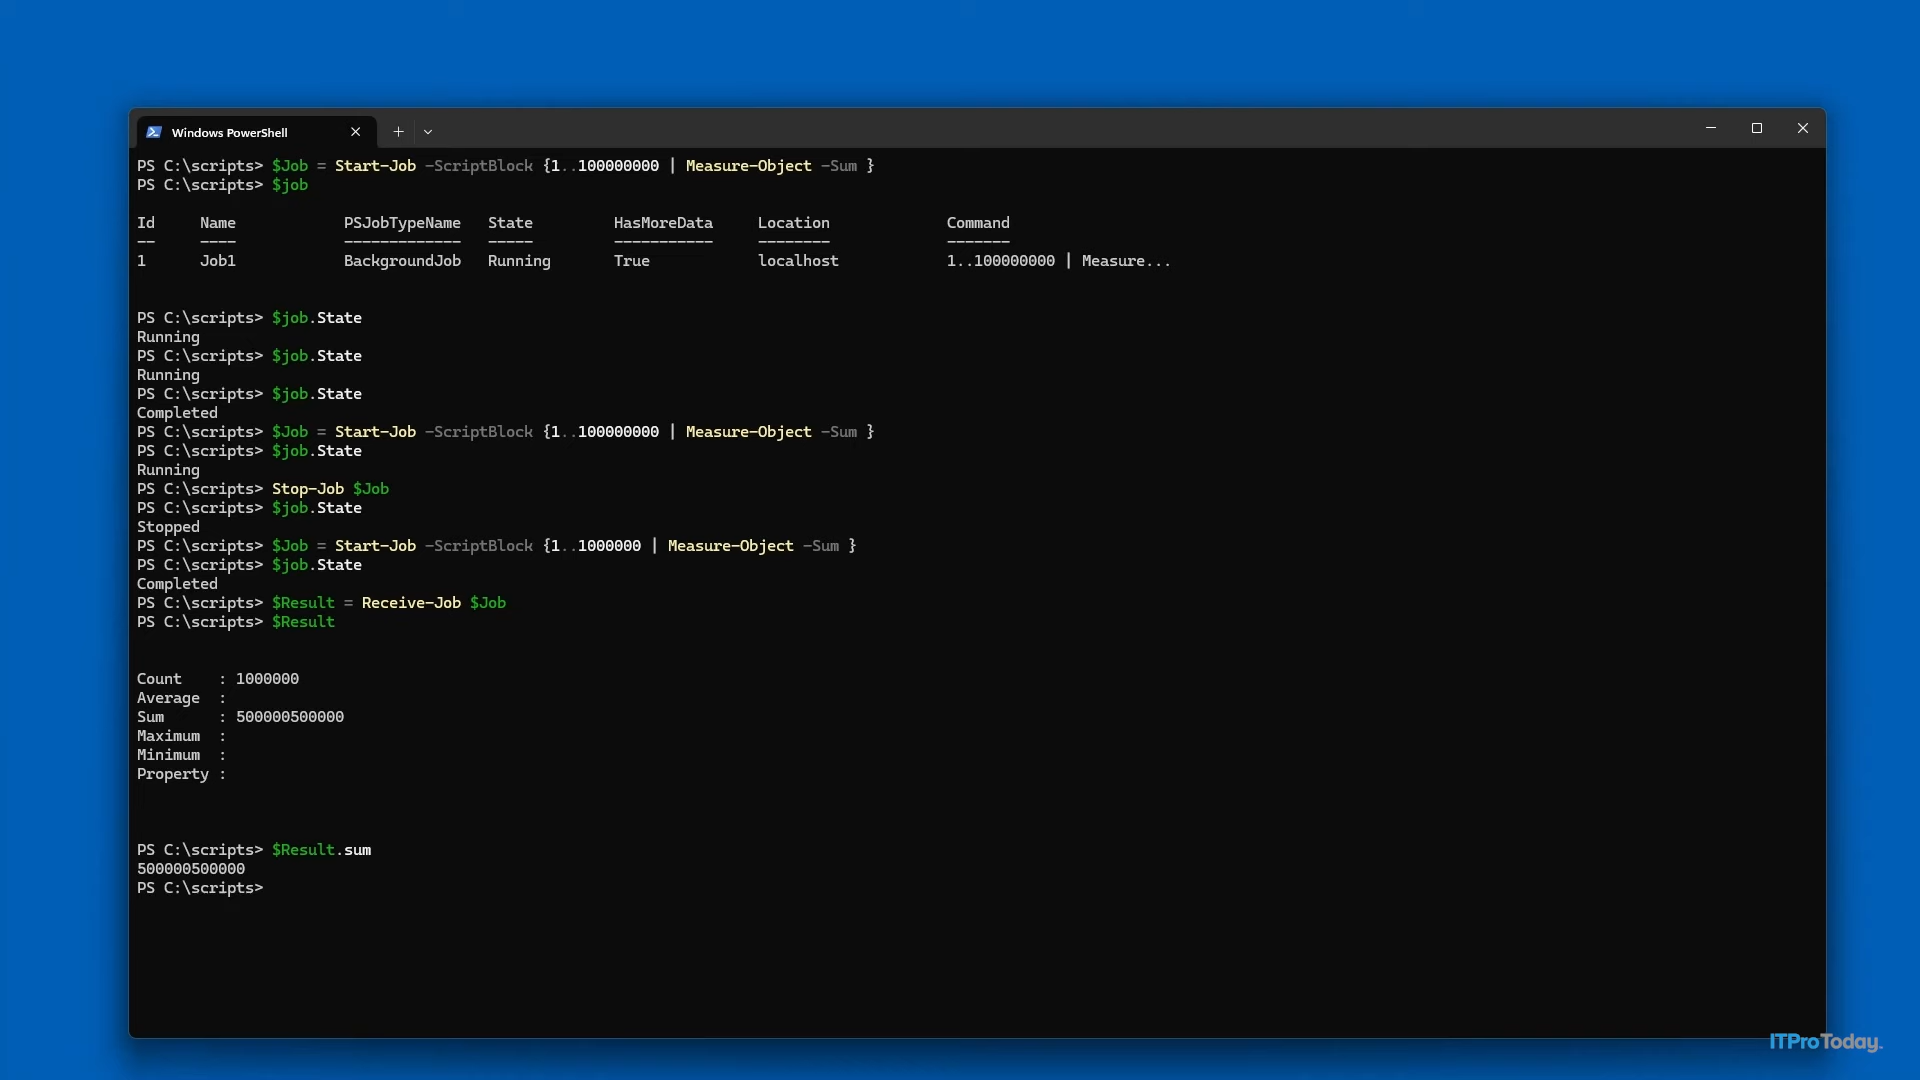 Windows PowerShell
PS C:\scripts> $Job = Start-Job -ScriptBlock {1..100000000 | Measure-Object -Sum }
PS C:\scripts> $job
Id Name PSJobTypeName State HasMoreData Location Command
-- ---- ------------- ----- ----------- -------- -------
1 Job1 BackgroundJob Running True localhost 1..100000000 | Measure...
PS C:\scripts> $job.State
Running
PS C:\scripts> $job.State
Running
PS C:\scripts> $job.State
Completed
PS C:\scripts> $Job = Start-Job -ScriptBlock {1..100000000 | Measure-Object -Sum }
PS C:\scripts> $job.State
Running
PS C:\scripts> Stop-Job $Job
PS C:\scripts> $job.State
Stopped
PS C:\scripts> $Job = Start-Job -ScriptBlock {1..1000000 | Measure-Object -Sum }
PS C:\scripts> $job.State
Completed
PS C:\scripts> $Result = Receive-Job $Job
PS C:\scripts> $Result
Count : 1000000
Average :
Sum : 500000500000
Maximum :
Minimum :
Property :
PS C:\scripts> $Result.sum
500000500000
PS C:\scripts>
ITProToday.